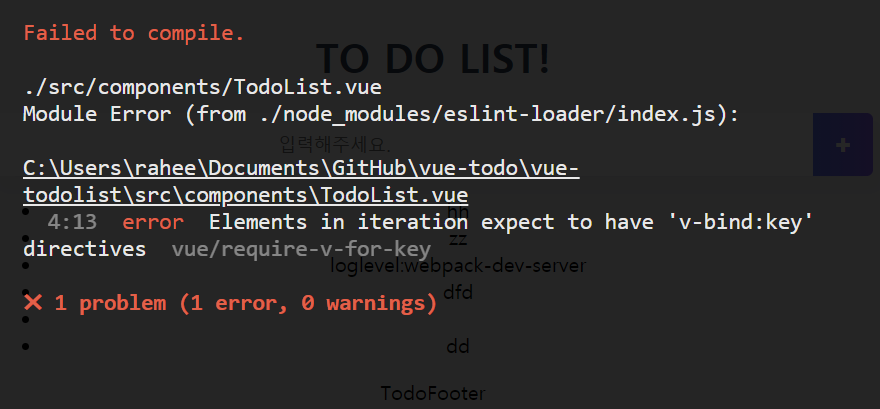 Failed to compile.
TO DO LIST!
./src/components/TodoList.vue
Module Error (from ./node_modules/eslint-loader/index.js):
입력해주세요.
+
C:\Users\rahee\Documents\GitHub\vue-todo\vue-
todolist\src\components\TodoList.vue
hh
4:13 error Elements in iteration expect to have 'v-bind:key'
zz
directives vue/require-v-for-key
loglevel:webpack-dev-server
dfd
✕ 1 problem (1 error, 0 warnings)
dd
TodoFooter